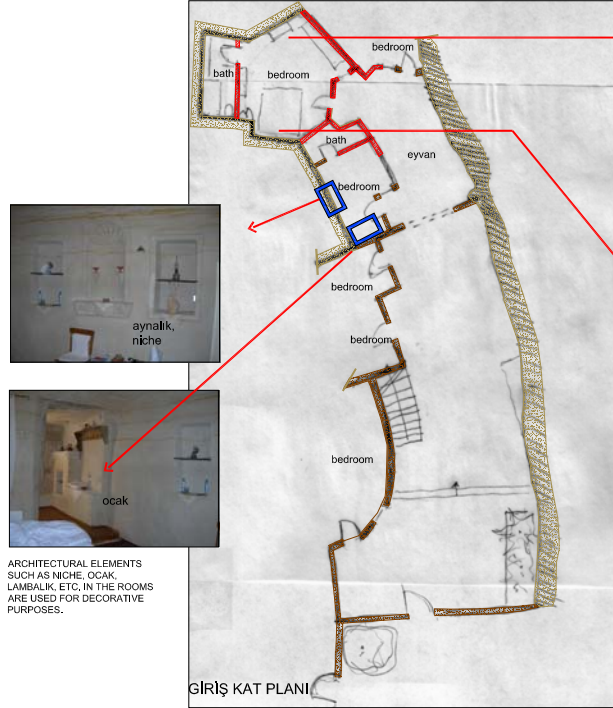 bedroom
bath
bedroom
bath
eyvan
bedroom
bedroom
aynalık,
niche
bedroom
bedroom
ocak
ARCHITECTURAL ELEMENTS
SUCH AS NICHE, OCAK,
LAMBALIK, ETC. IN THE ROOMS
ARE USED FOR DECORATIVE
PURPOSES.
GİRİŞ KAT PLANI